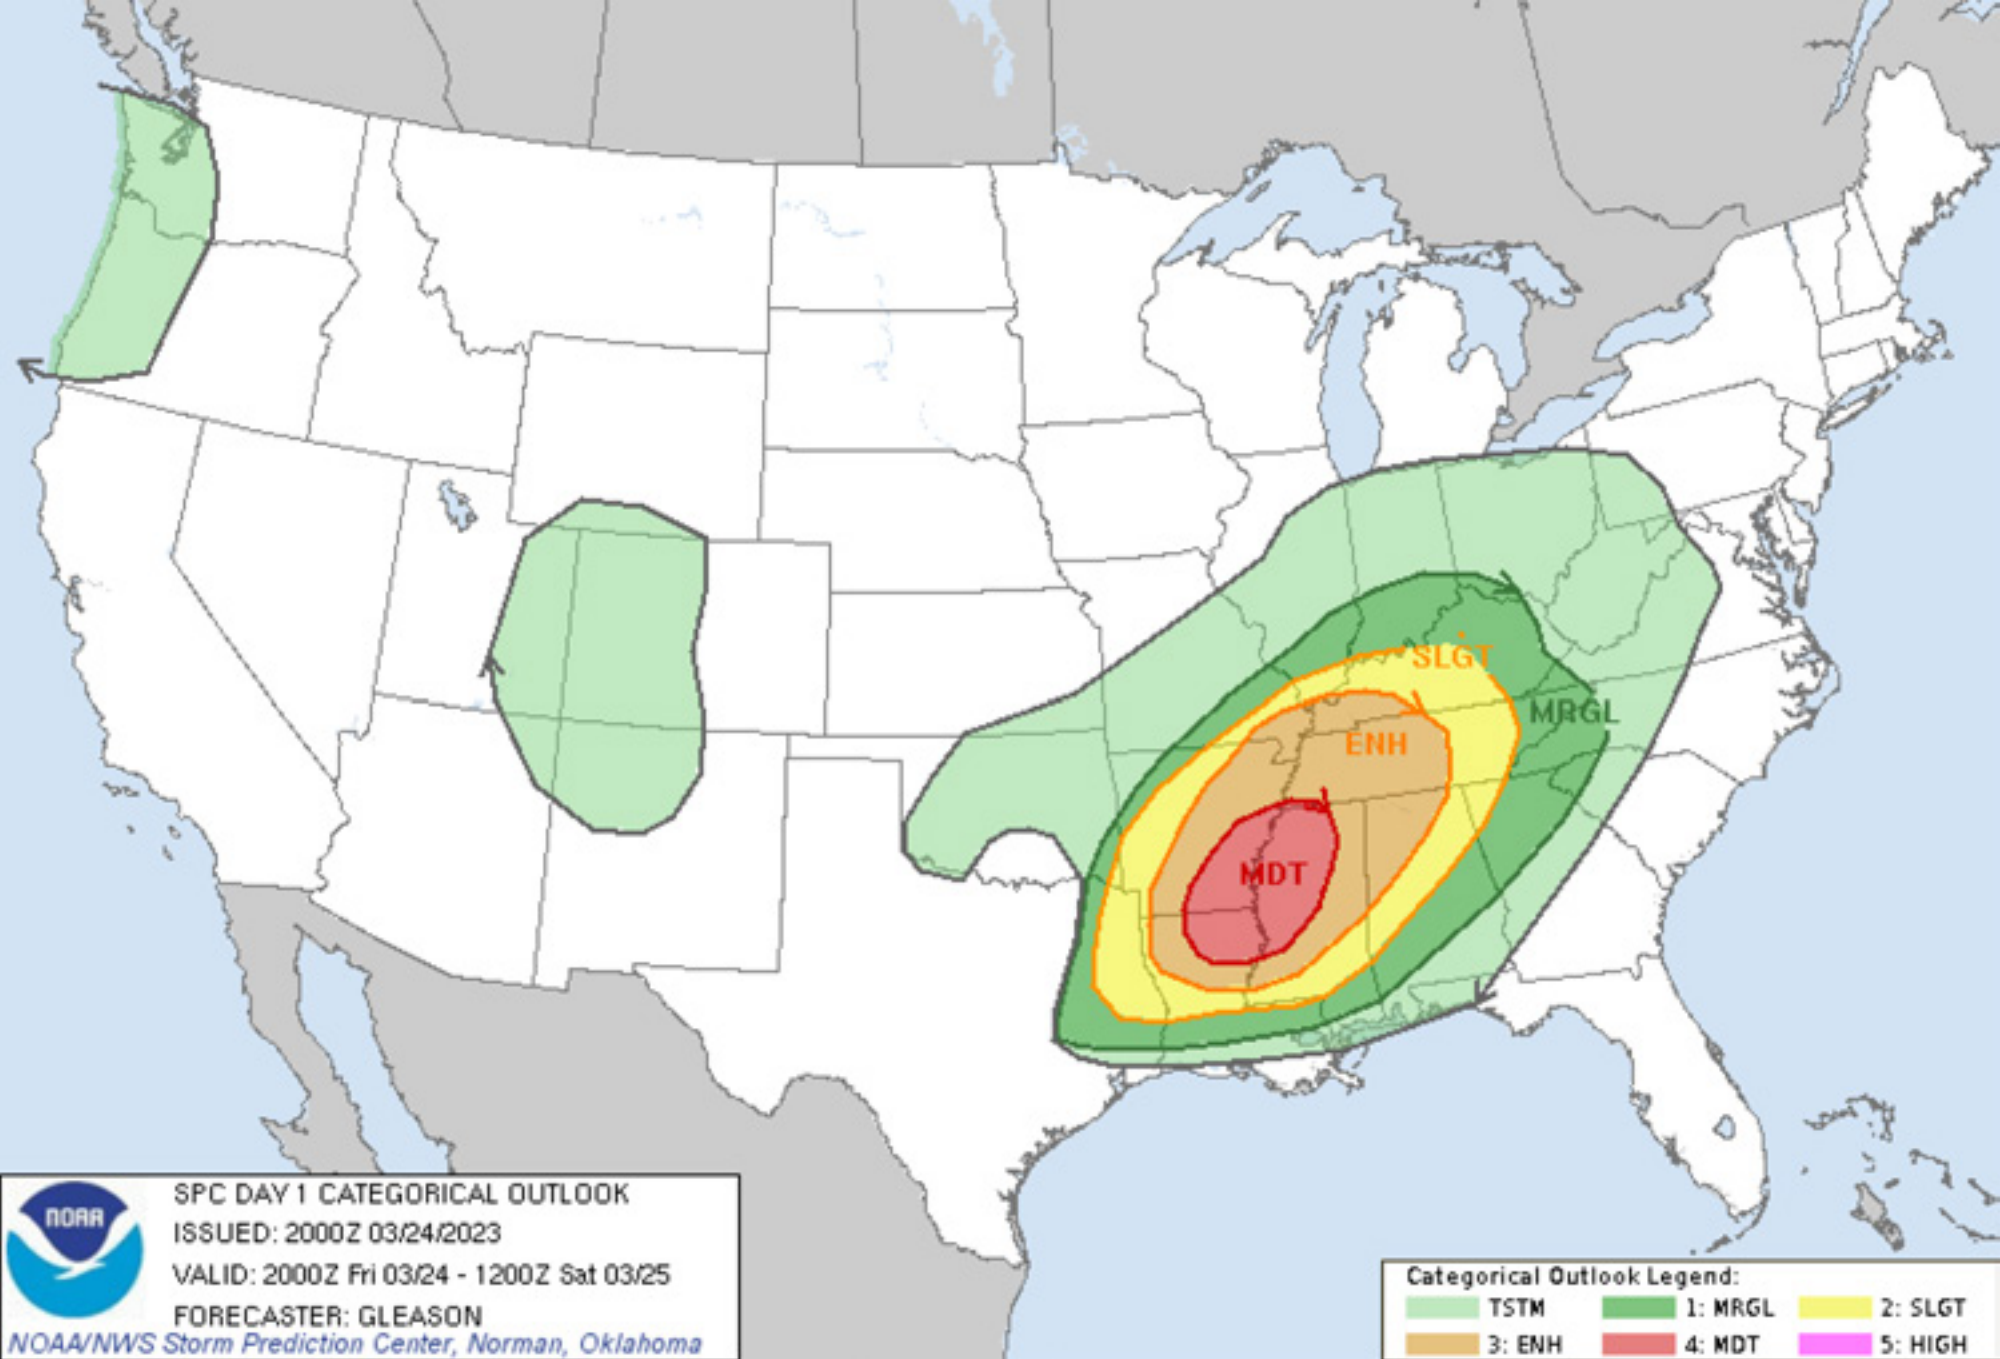 SLGT
MRGL
ENH
MDT
NOAA
SPC DAY 1 CATEGORICAL OUTLOOK
ISSUED: 2000Z 03/24/2023
VALID: 2000Z Fri 03/24 - 1200Z Sat 03/25
FORECASTER: GLEASON
NOAA/NWS Storm Prediction Center, Norman, Oklahoma
Categorical Outlook Legend:
TSTM 1: MRGL 2: SLGT
3: ENH 4: MDT 5: HIGH